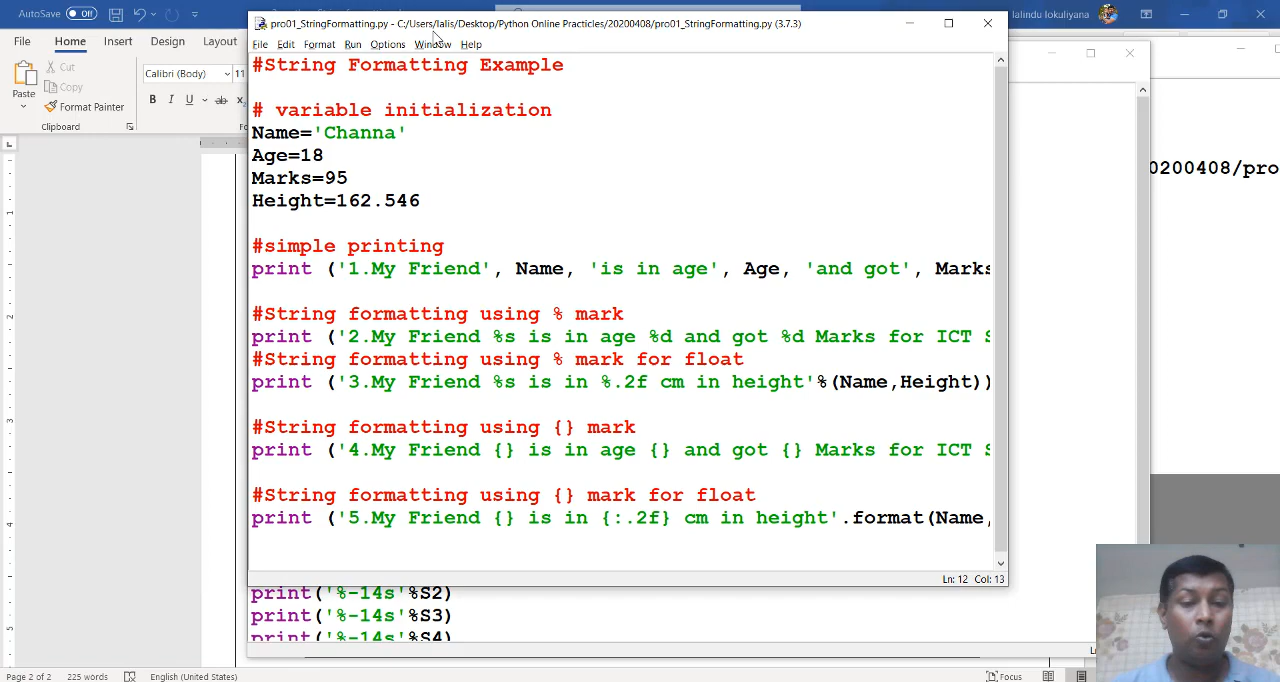 AutoSave Off
lalindu lokuliyana
File Home Insert Design Layout
Paste
Cut
Copy
Format Painter
Clipboard
Calibri (Body) 11
B I U ab x
pro01_StringFormatting.py - C:/Users/lalis/Desktop/Python Online Practicles/20200408/pro01_StringFormatting.py (3.7.3)
File Edit Format Run Options Window Help
#String Formatting Example
# variable initialization
Name='Channa'
Age=18
Marks=95
Height=162.546
#simple printing
print ('1.My Friend', Name, 'is in age', Age, 'and got', Marks
#String formatting using % mark
print ('2.My Friend %s is in age %d and got %d Marks for ICT S
#String formatting using % mark for float
print ('3.My Friend %s is in %.2f cm in height'%(Name,Height))
#String formatting using {} mark
print ('4.My Friend {} is in age {} and got {} Marks for ICT S
#String formatting using {} mark for float
print ('5.My Friend {} is in {:.2f} cm in height'.format(Name,
Ln: 12 Col: 13
0200408/pro
print('%-14s'%S2)
print('%-14s'%S3)
print('%-14s'%S4)
Page 2 of 2 225 words English (United States)
Focus